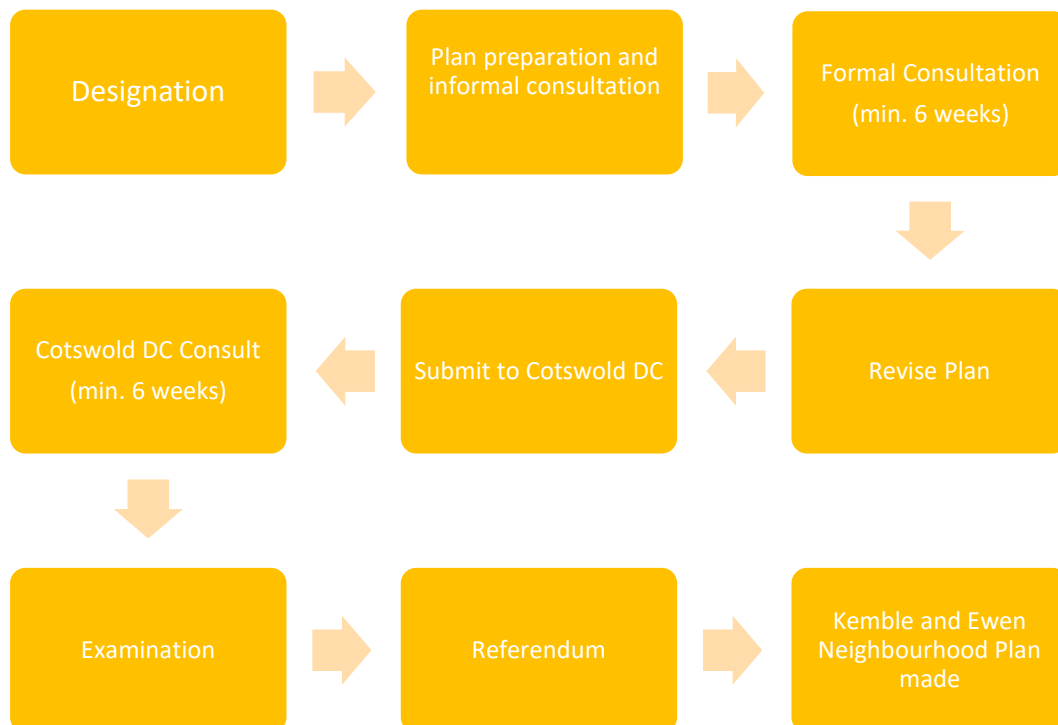 Designation
Plan preparation and
informal consultation
Formal Consultation
(min. 6 weeks)
Revise Plan
Submit to Cotswold DC
Cotswold DC Consult
(min. 6 weeks)
Examination
Referendum
Kemble and Ewen
Neighbourhood Plan
made